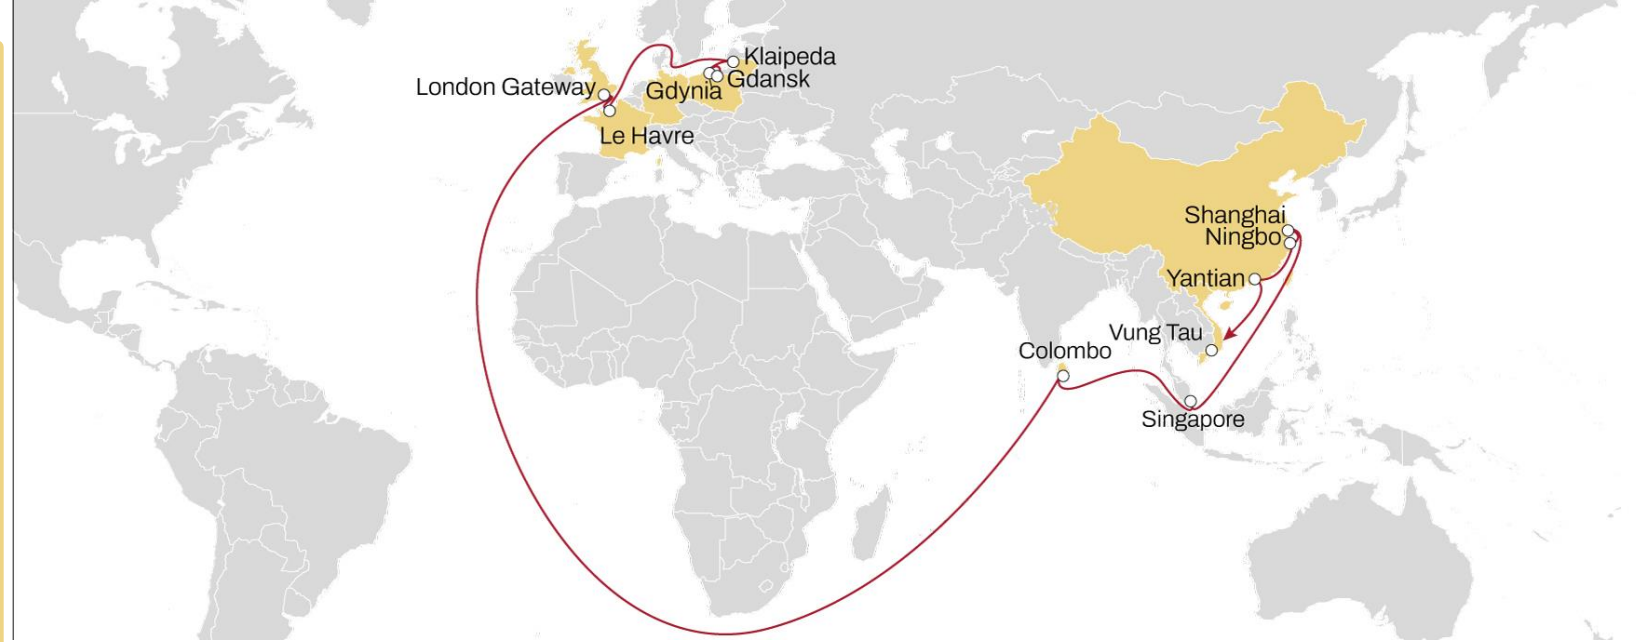 Klaipeda
Gdansk
London Gateway
Gdynia
Le Havre
Shanghai
Ningbo
Yantian
Vung Tau
Colombo
Singapore